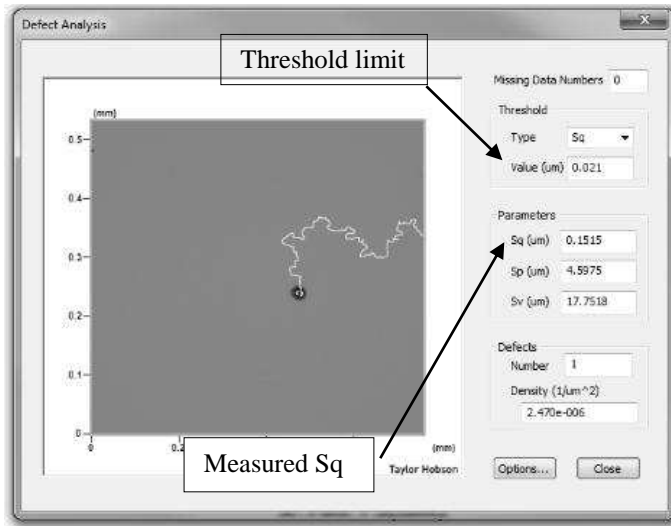 Defect Analysis
Threshold limit
Missing Data Numbers 0
Threshold
Type Sq
Value (um) 0.021
Parameters
Sq (um) 0.1515
Sp (um) 4.5975
Sv (um) 17.7518
Defects
Number 1
Density (1/um^2)
2.470e-006
Options... Close
(mm)
0.5
0.4
0.3
0.2
0.1
0
0 0.2
(mm)
Taylor Hobson
Measured Sq